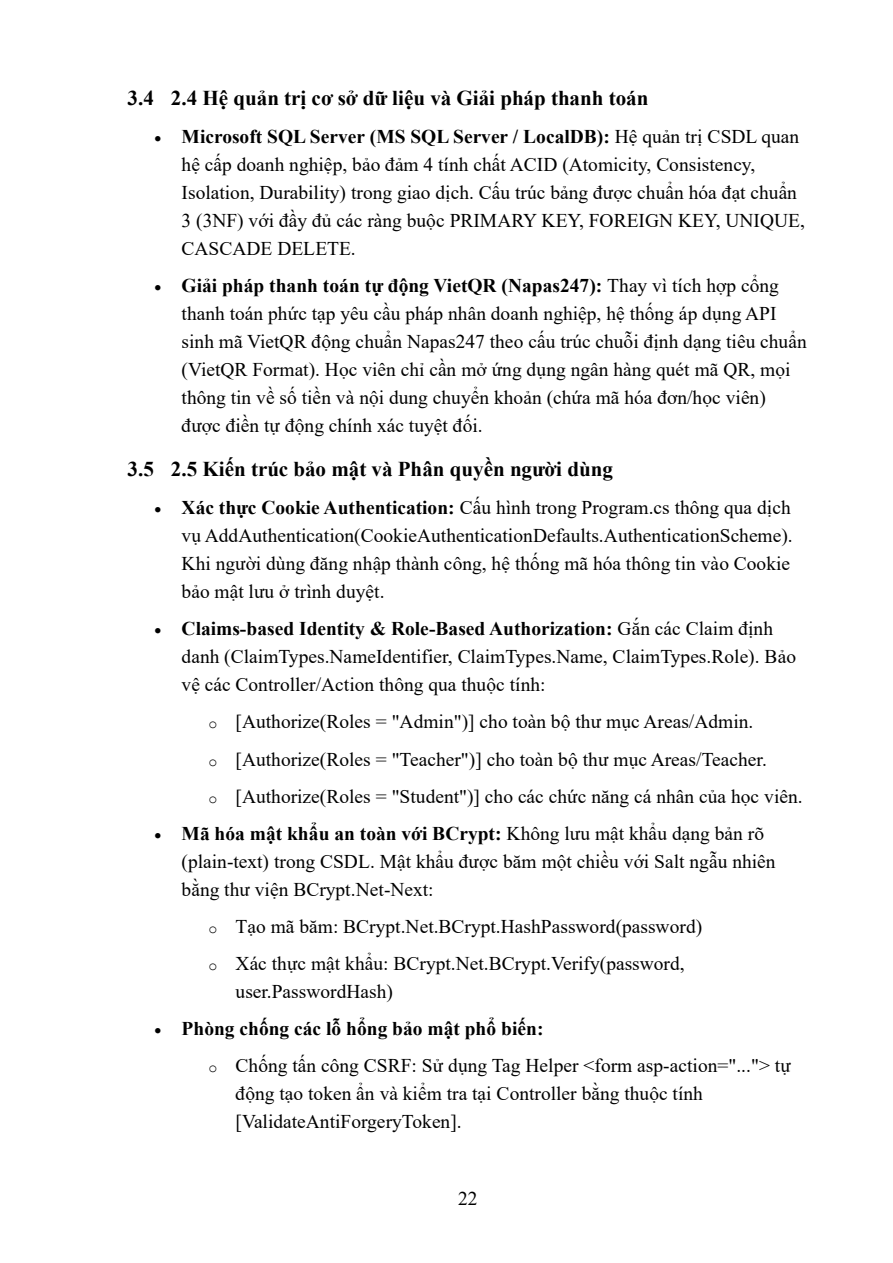 3.4 2.4 Hệ quản trị cơ sở dữ liệu và Giải pháp thanh toán
• Microsoft SQL Server (MS SQL Server / LocalDB): Hệ quản trị CSDL quan
hệ cấp doanh nghiệp, bảo đảm 4 tính chất ACID (Atomicity, Consistency,
Isolation, Durability) trong giao dịch. Cấu trúc bảng được chuẩn hóa đạt chuẩn
3 (3NF) với đầy đủ các ràng buộc PRIMARY KEY, FOREIGN KEY, UNIQUE,
CASCADE DELETE.
• Giải pháp thanh toán tự động VietQR (Napas247): Thay vì tích hợp cổng
thanh toán phức tạp yêu cầu pháp nhân doanh nghiệp, hệ thống áp dụng API
sinh mã VietQR động chuẩn Napas247 theo cấu trúc chuỗi định dạng tiêu chuẩn
(VietQR Format). Học viên chỉ cần mở ứng dụng ngân hàng quét mã QR, mọi
thông tin về số tiền và nội dung chuyển khoản (chứa mã hóa đơn/học viên)
được điền tự động chính xác tuyệt đối.
3.5 2.5 Kiến trúc bảo mật và Phân quyền người dùng
• Xác thực Cookie Authentication: Cấu hình trong Program.cs thông qua dịch
vụ AddAuthentication(CookieAuthenticationDefaults.AuthenticationScheme).
Khi người dùng đăng nhập thành công, hệ thống mã hóa thông tin vào Cookie
bảo mật lưu ở trình duyệt.
• Claims-based Identity & Role-Based Authorization: Gắn các Claim định
danh (ClaimTypes.NameIdentifier, ClaimTypes.Name, ClaimTypes.Role). Bảo
vệ các Controller/Action thông qua thuộc tính:
○ [Authorize(Roles = "Admin")] cho toàn bộ thư mục Areas/Admin.
○ [Authorize(Roles = "Teacher")] cho toàn bộ thư mục Areas/Teacher.
○ [Authorize(Roles = "Student")] cho các chức năng cá nhân của học viên.
• Mã hóa mật khẩu an toàn với BCrypt: Không lưu mật khẩu dạng bản rõ
(plain-text) trong CSDL. Mật khẩu được băm một chiều với Salt ngẫu nhiên
bằng thư viện BCrypt.Net-Next:
○ Tạo mã băm: BCrypt.Net.BCrypt.HashPassword(password)
○ Xác thực mật khẩu: BCrypt.Net.BCrypt.Verify(password,
user.PasswordHash)
• Phòng chống các lỗ hổng bảo mật phổ biến:
○ Chống tấn công CSRF: Sử dụng Tag Helper <form asp-action="..."> tự
động tạo token ẩn và kiểm tra tại Controller bằng thuộc tính
[ValidateAntiForgeryToken].
22